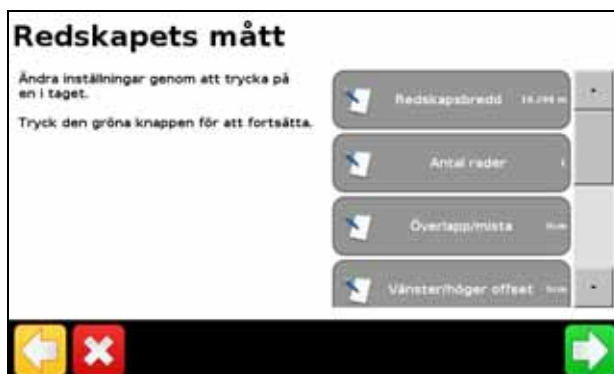 Redskapets mått
Ändra inställningar genom att trycka på
en i taget.
Tryck den gröna knappen för att fortsätta.
Redskapsbredd
Antal rader
Överlapp/mista
Vänster/höger offset